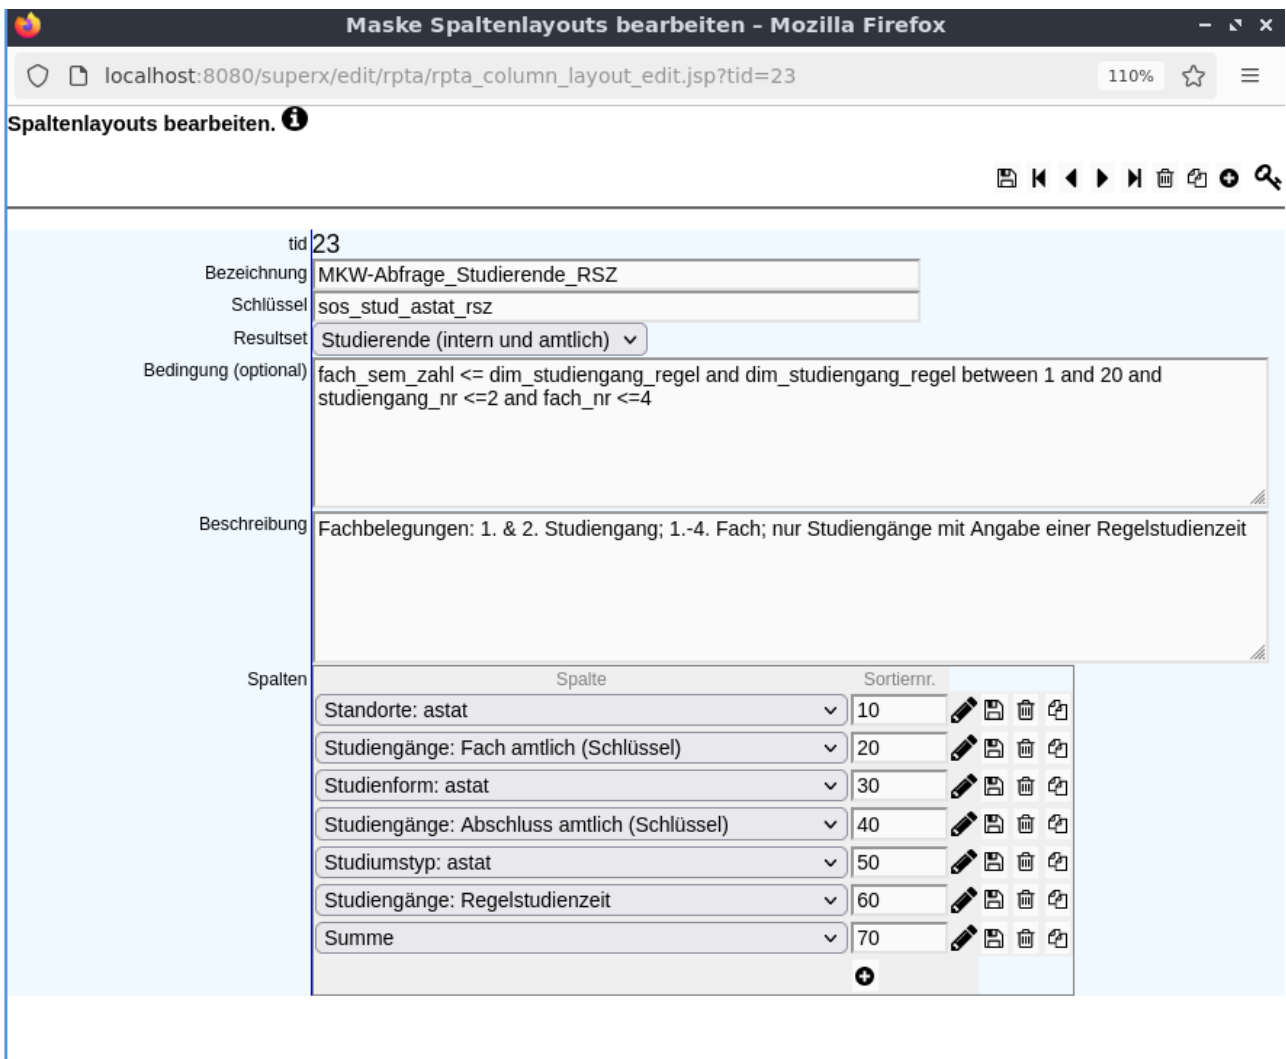 Maske Spaltenlayouts bearbeiten – Mozilla Firefox
localhost:8080/superx/edit/rpta/rpta_column_layout_edit.jsp?tid=23
110%
Spaltenlayouts bearbeiten.
tid 23
Bezeichnung MKW-Abfrage_Studierende_RSZ
Schlüssel sos_stud_astat_rsz
Resultset Studierende (intern und amtlich)
Bedingung (optional) fach_sem_zahl <= dim_studiengang_regel and dim_studiengang_regel between 1 and 20 and
studiengang_nr <=2 and fach_nr <=4
Beschreibung Fachbelegungen: 1. & 2. Studiengang; 1.-4. Fach; nur Studiengänge mit Angabe einer Regelstudienzeit
Spalten Spalte Sortiernr.
Standorte: astat 10
Studiengänge: Fach amtlich (Schlüssel) 20
Studienform: astat 30
Studiengänge: Abschluss amtlich (Schlüssel) 40
Studiumstyp: astat 50
Studiengänge: Regelstudienzeit 60
Summe 70